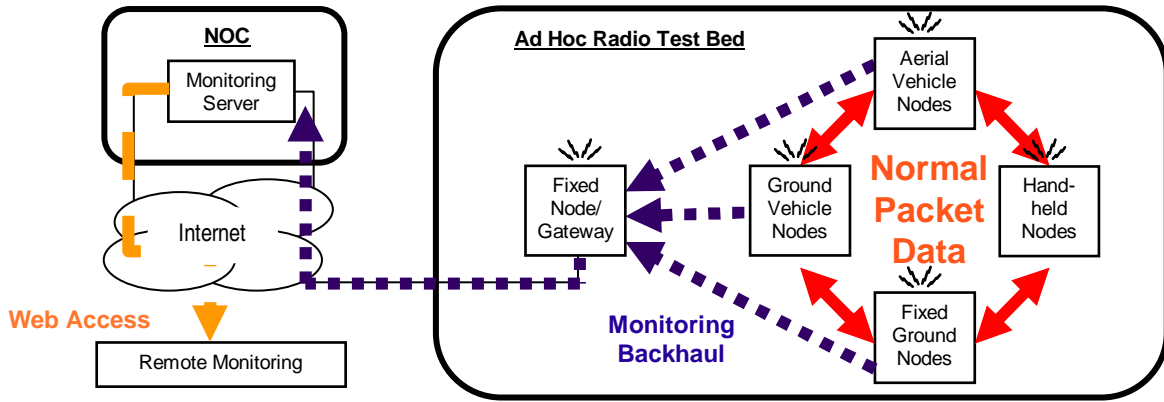 NOC
Monitoring
Server
Internet
Web Access
Remote Monitoring
Ad Hoc Radio Test Bed
Aerial
Vehicle
Nodes
Fixed
Node/
Gateway
Ground
Vehicle
Nodes
Normal
Packet
Data
Hand-
held
Nodes
Monitoring
Backhaul
Fixed
Ground
Nodes